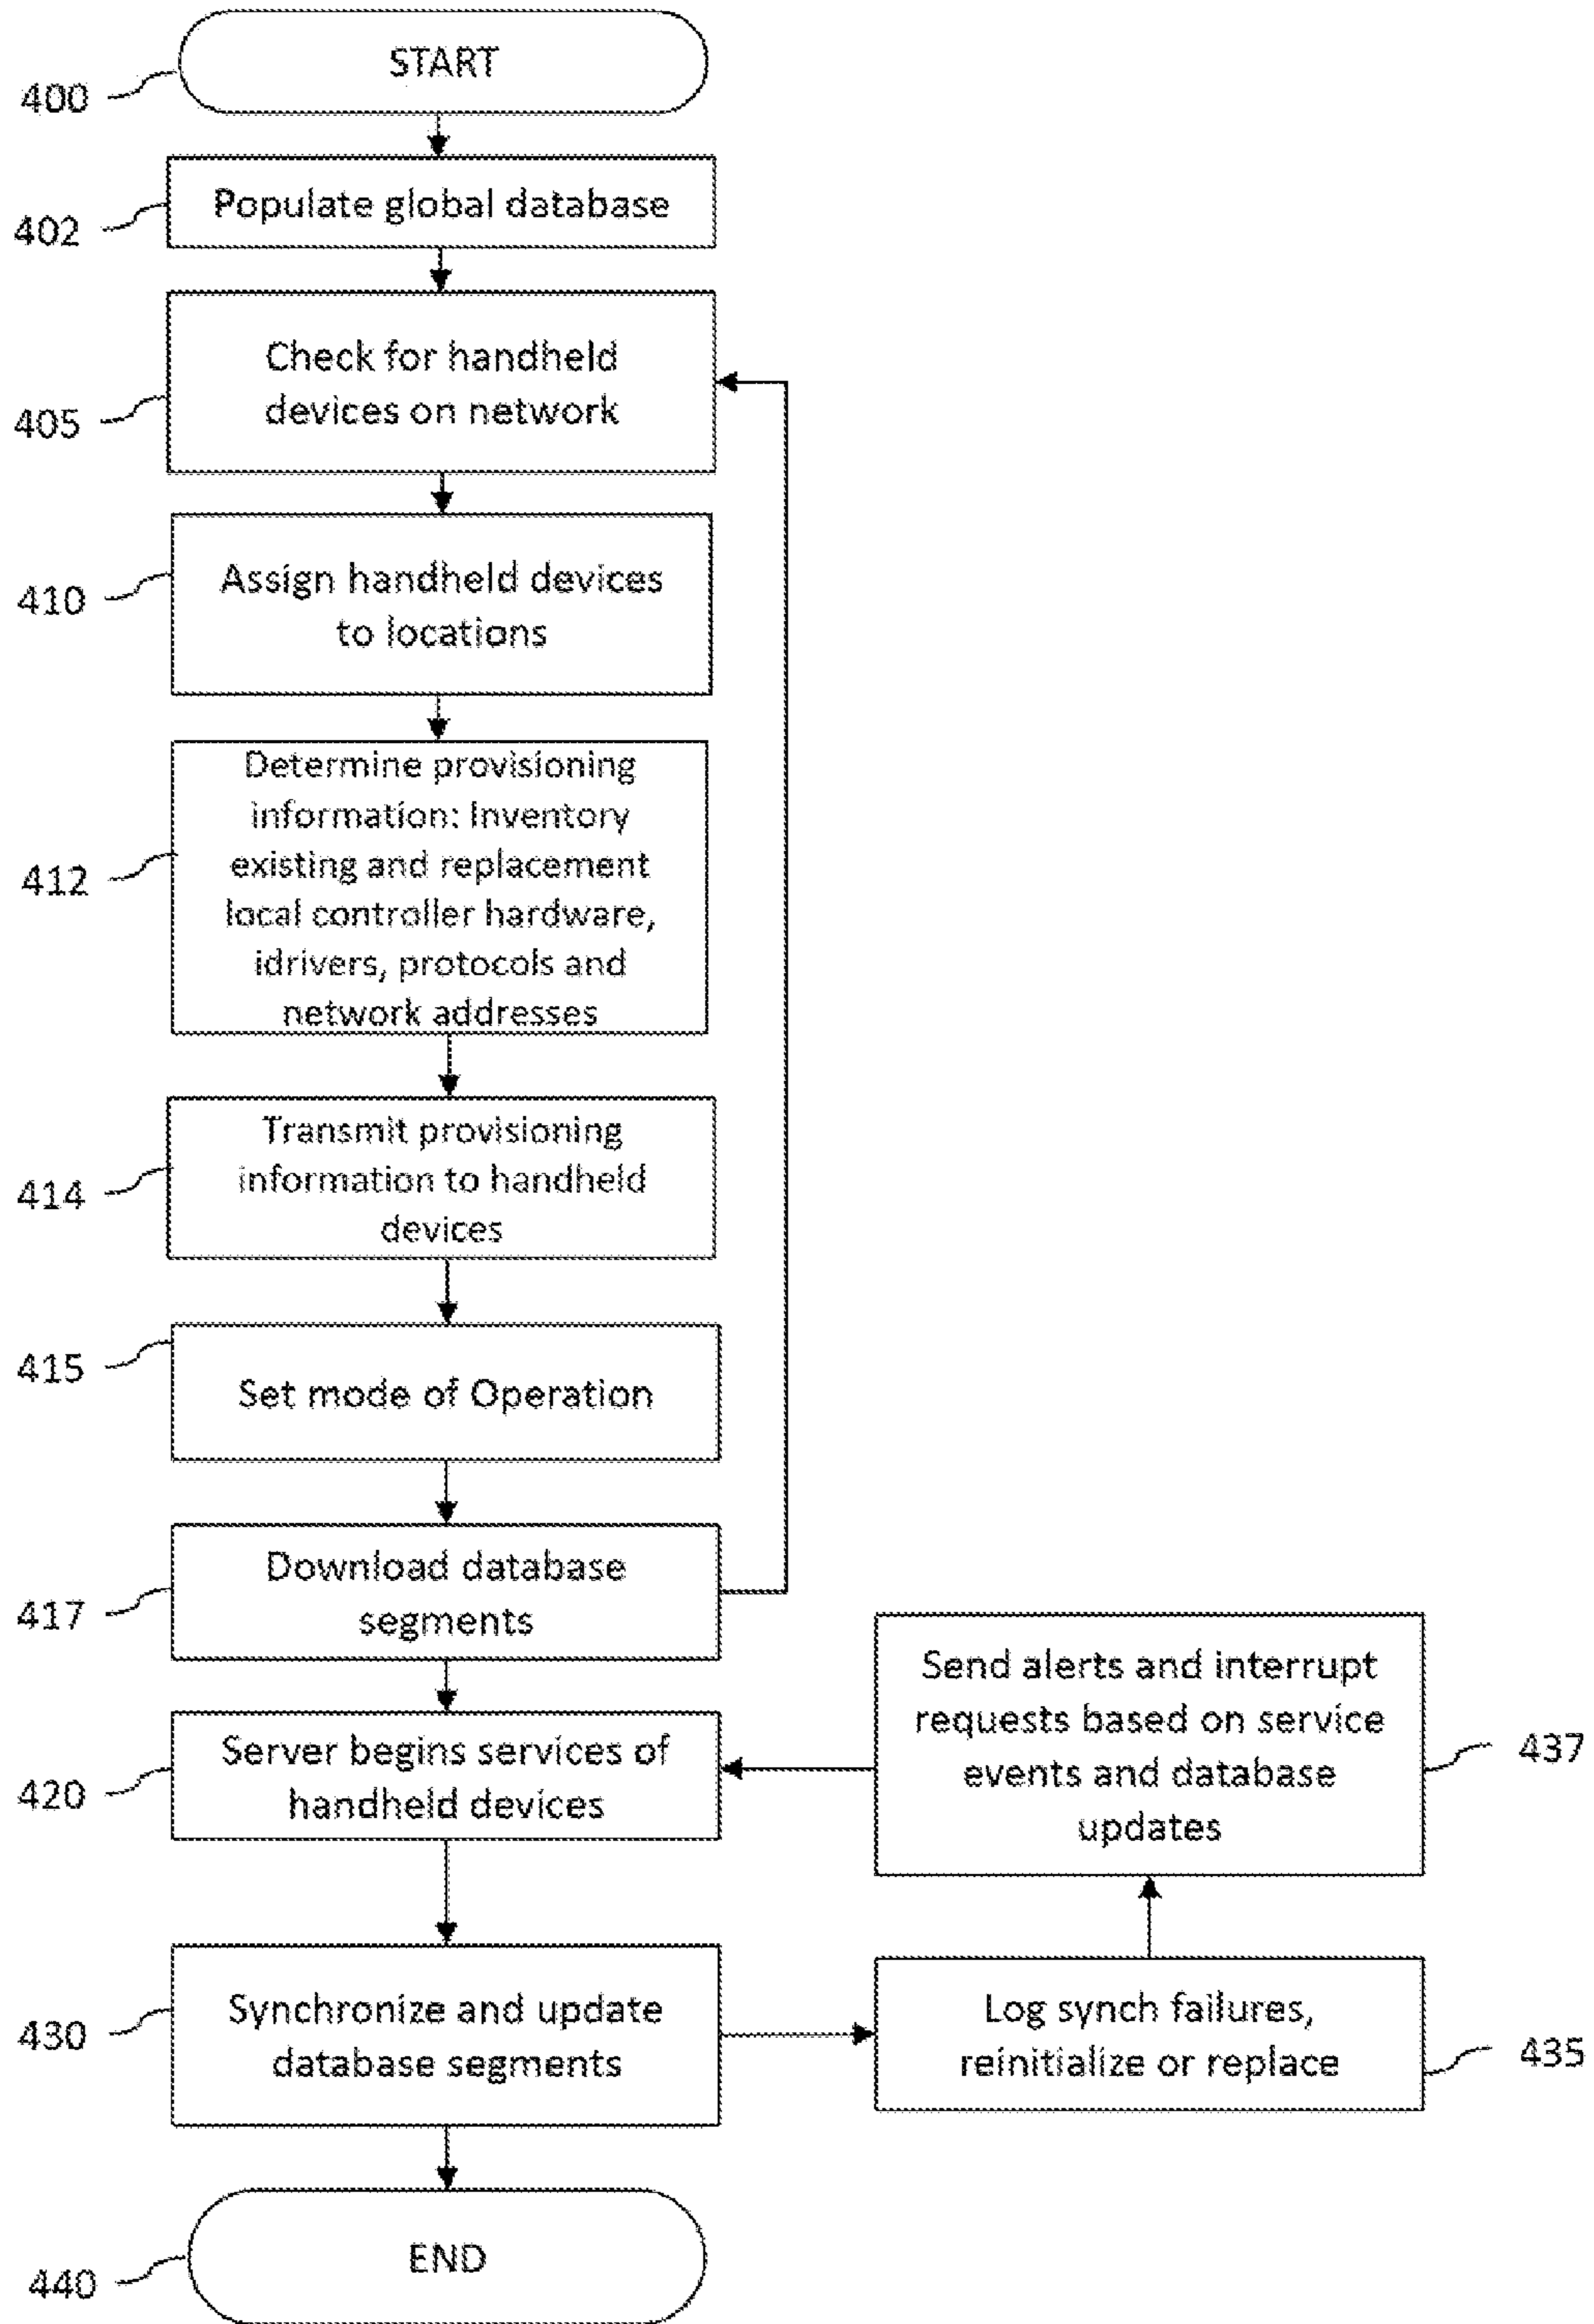 START
400
Populate global database
402
Check for handheld
devices on network
405
Assign handheld devices
to locations
410
Determine provisioning
information: Inventory
existing and replacement
local controller hardware,
idrivers, protocols and
network addresses
412
Transmit provisioning
information to handheld
devices
414
Set mode of Operation
415
Download database
segments
417
Server begins services of
handheld devices
420
Send alerts and interrupt
requests based on service
events and database
updates
437
Synchronize and update
database segments
430
Log synch failures,
reinitialize or replace
435
END
440